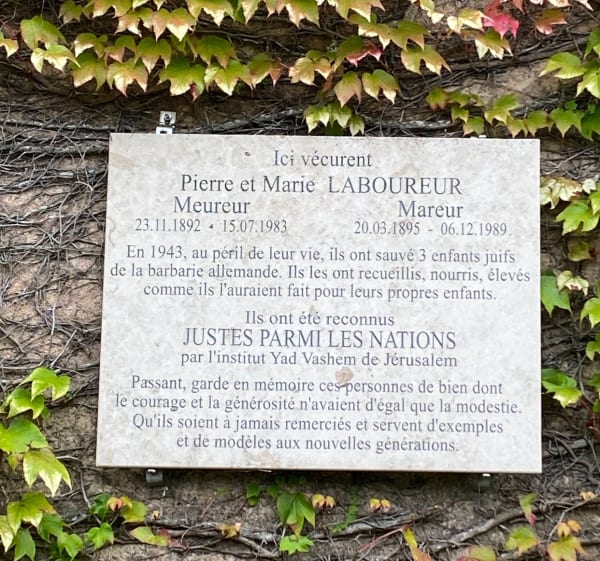 Ici vécurent
Pierre et Marie LABOUREUR
Meureur Mareur
23.11.1892 - 15.07.1983 20.03.1895 - 06.12.1989
En 1943, au péril de leur vie, ils ont sauvé 3 enfants juifs
de la barbarie allemande. Ils les ont recueillis, nourris, élevés
comme ils l'auraient fait pour leurs propres enfants.
Ils ont été reconnus
JUSTES PARMI LES NATIONS
par l'institut Yad Vashem de Jérusalem
Passant, garde en mémoire ces personnes de bien dont
le courage et la générosité n'avaient d'égal que la modestie.
Qu'ils soient à jamais remerciés et servent d'exemples
et de modèles aux nouvelles générations.